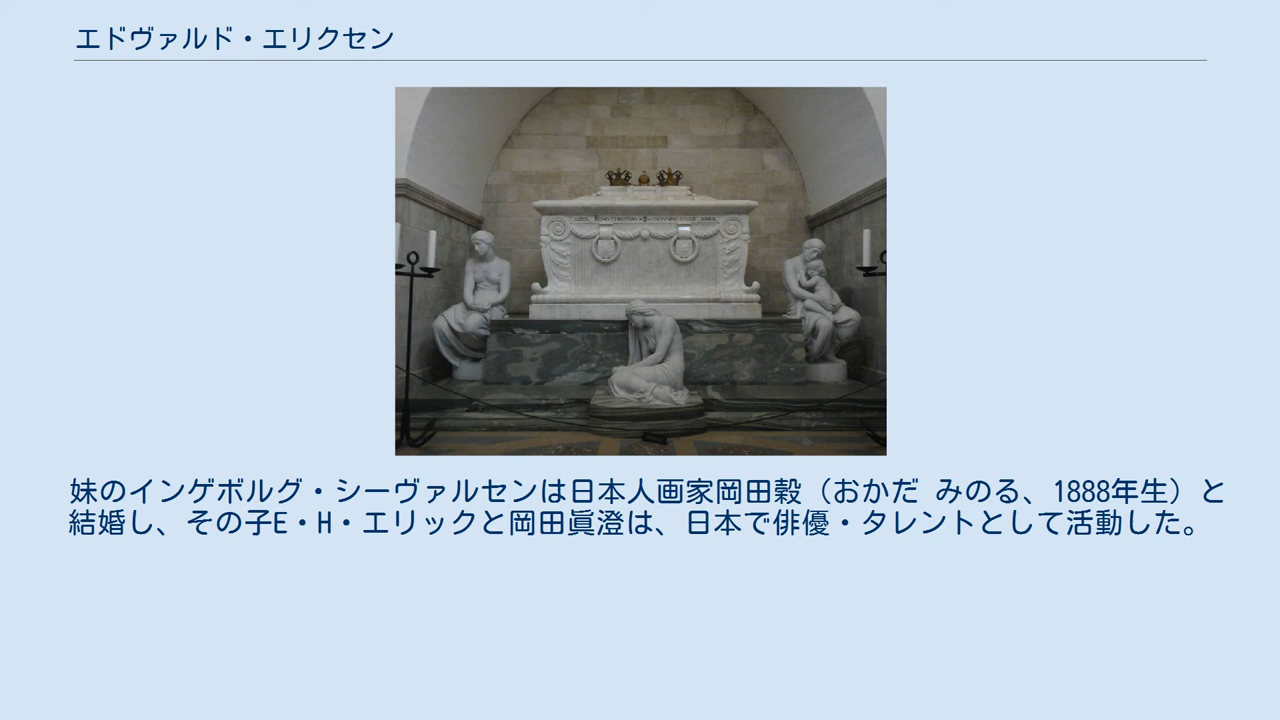 エドヴァルド・エリクセン
妹のインゲボルグ・シーヴァルセンは日本人画家岡田穀（おかだ みのる、1888年生）と
結婚し、その子E・H・エリックと岡田眞澄は、日本で俳優・タレントとして活動した。